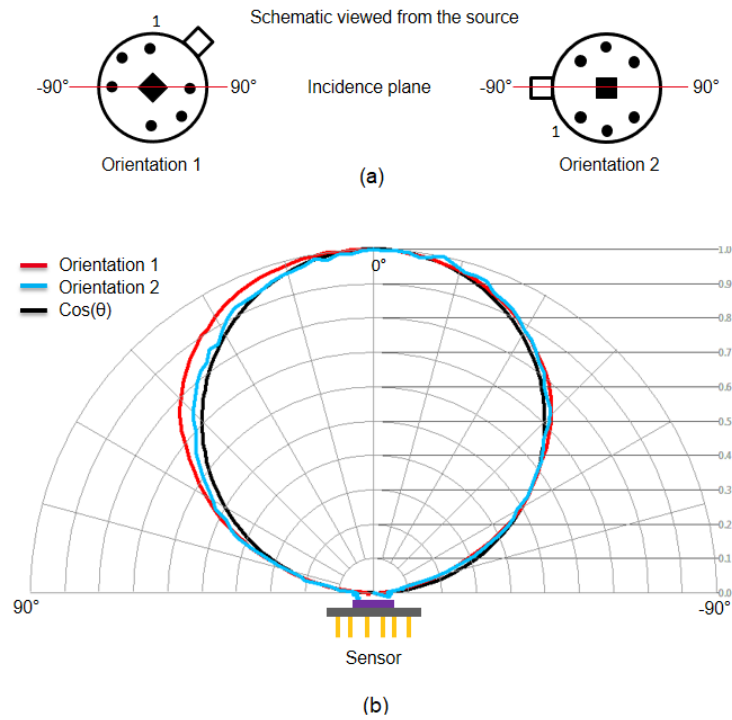 Schematic viewed from the source
1
-90°
90°
Incidence plane
-90°
90°
1
Orientation 1
Orientation 2
(a)
Orientation 1
Orientation 2
Cos(θ)
0°
1.0
0.9
0.8
0.7
0.6
0.5
0.4
0.3
0.2
0.1
0.0
90°
-90°
Sensor
(b)